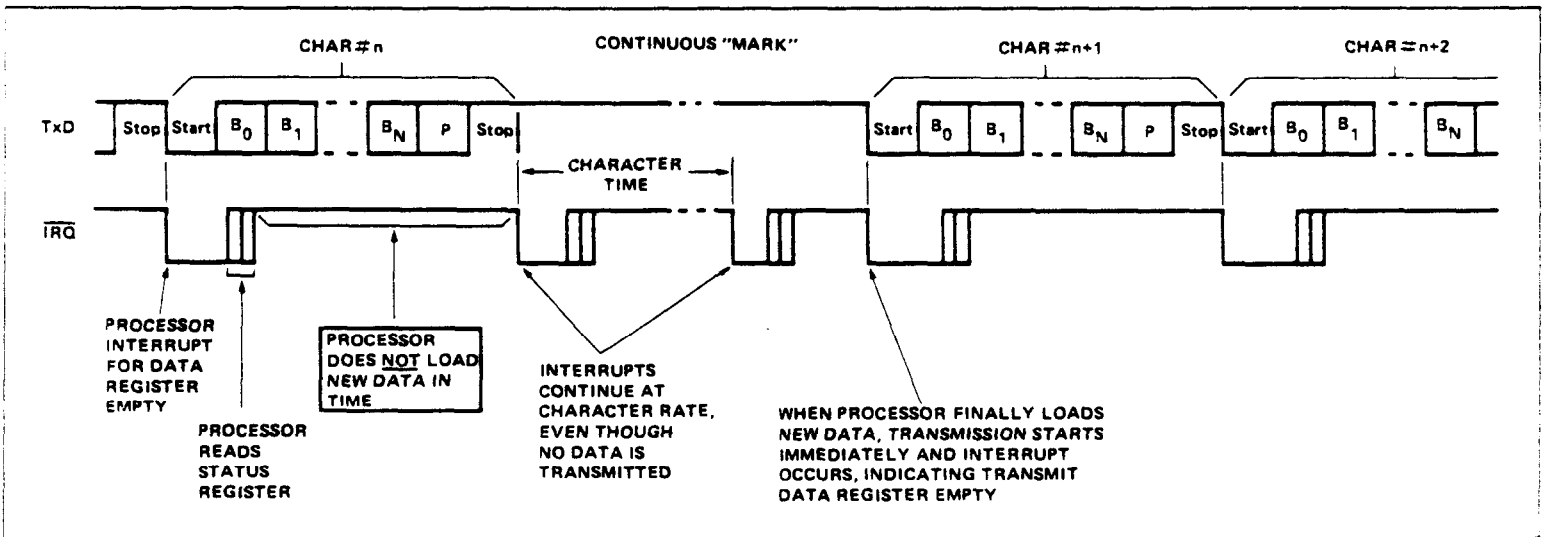 CHAR#n CONTINUOUS "MARK" CHAR#n+1 CHAR#n+2
TxD Stop Start B0 B1 BN P Stop Start B0 B1 BN P Stop Start B0 B1 BN
CHARACTER
TIME
IRQ
PROCESSOR
INTERRUPT
FOR DATA
REGISTER
EMPTY
PROCESSOR
READS
STATUS
REGISTER
PROCESSOR
DOES NOT LOAD
NEW DATA IN
TIME
INTERRUPTS
CONTINUE AT
CHARACTER RATE,
EVEN THOUGH
NO DATA IS
TRANSMITTED
WHEN PROCESSOR FINALLY LOADS
NEW DATA, TRANSMISSION STARTS
IMMEDIATELY AND INTERRUPT
OCCURS, INDICATING TRANSMIT
DATA REGISTER EMPTY